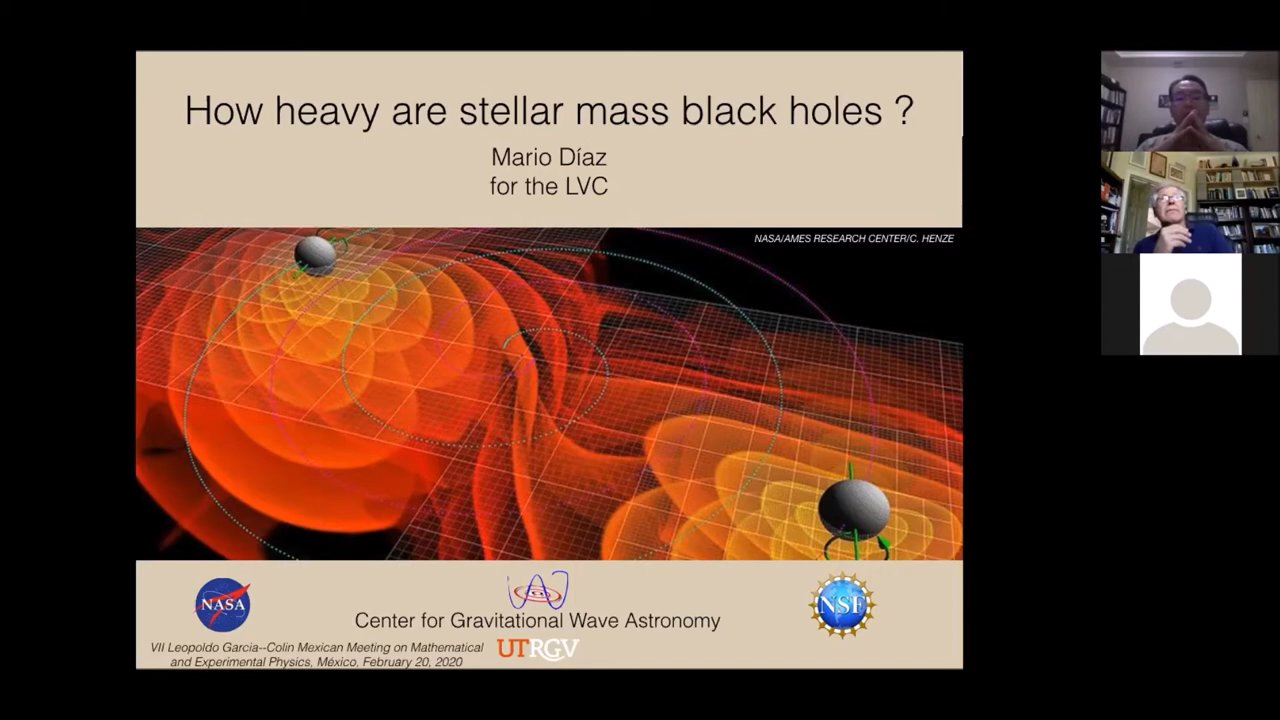 How heavy are stellar mass black holes ?
Mario Díaz
for the LVC
NASA/AMES RESEARCH CENTER/C. HENZE
NASA
NSF
Center for Gravitational Wave Astronomy
VII Leopoldo Garcia--Colin Mexican Meeting on Mathematical
and Experimental Physics, México, February 20, 2020
UTRGV